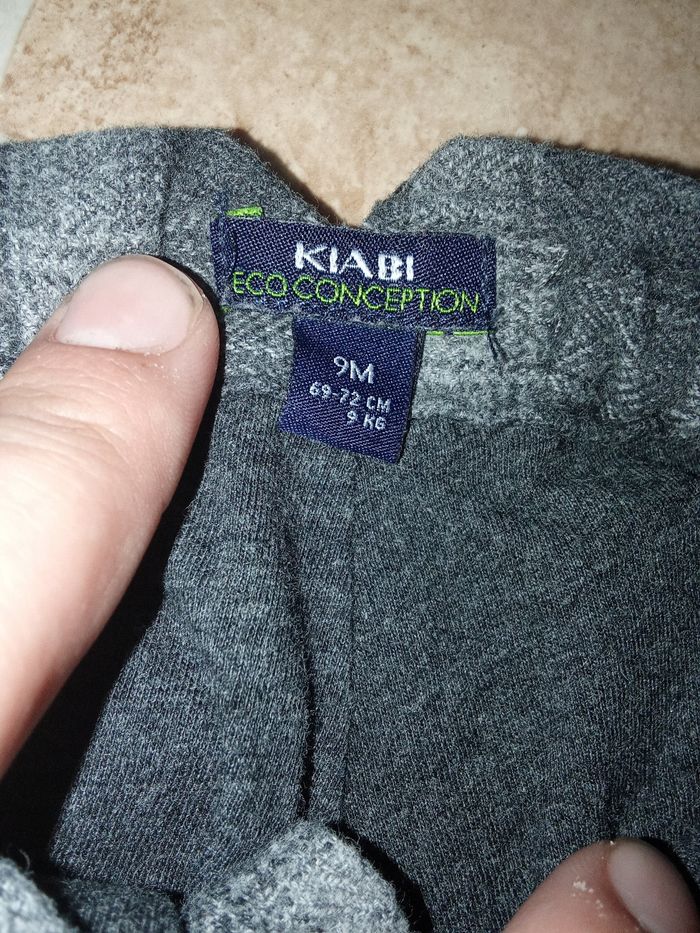 KIABI
ECO CONCEPTION
9M
69-72 CM
9 KG